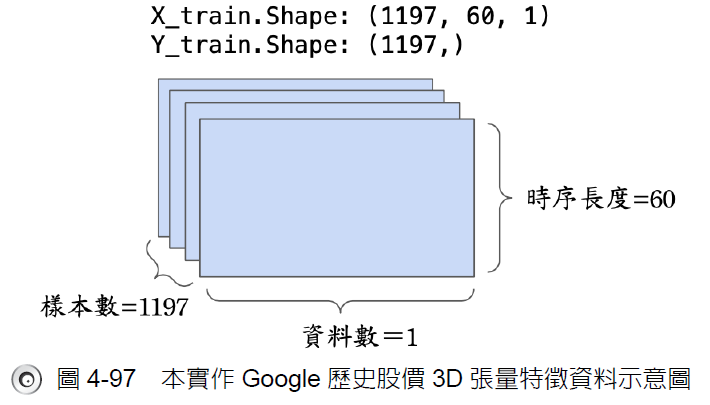 X_train.Shape: (1197, 60, 1)
Y_train.Shape: (1197,)
時序長度=60
樣本數=1197
資料數＝1
圖 4-97　本實作 Google 歷史股價 3D 張量特徵資料示意圖